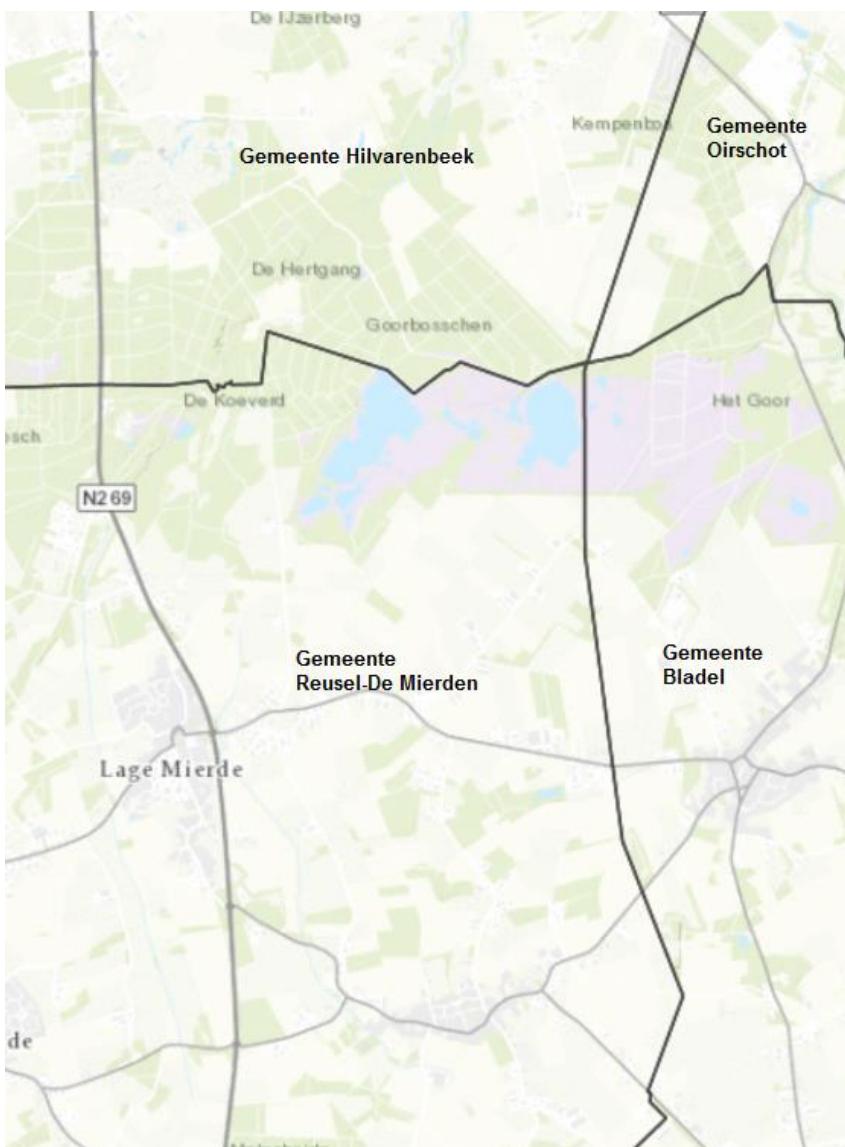 De IJzerberg
Kempenbos
Gemeente
Oirschot
Gemeente Hilvarenbeek
De Hertgang
Goorbosschen
De Koeverd
Het Goor
osch
N269
Gemeente
Reusel-De Mierden
Gemeente
Bladel
Lage Mierde
de